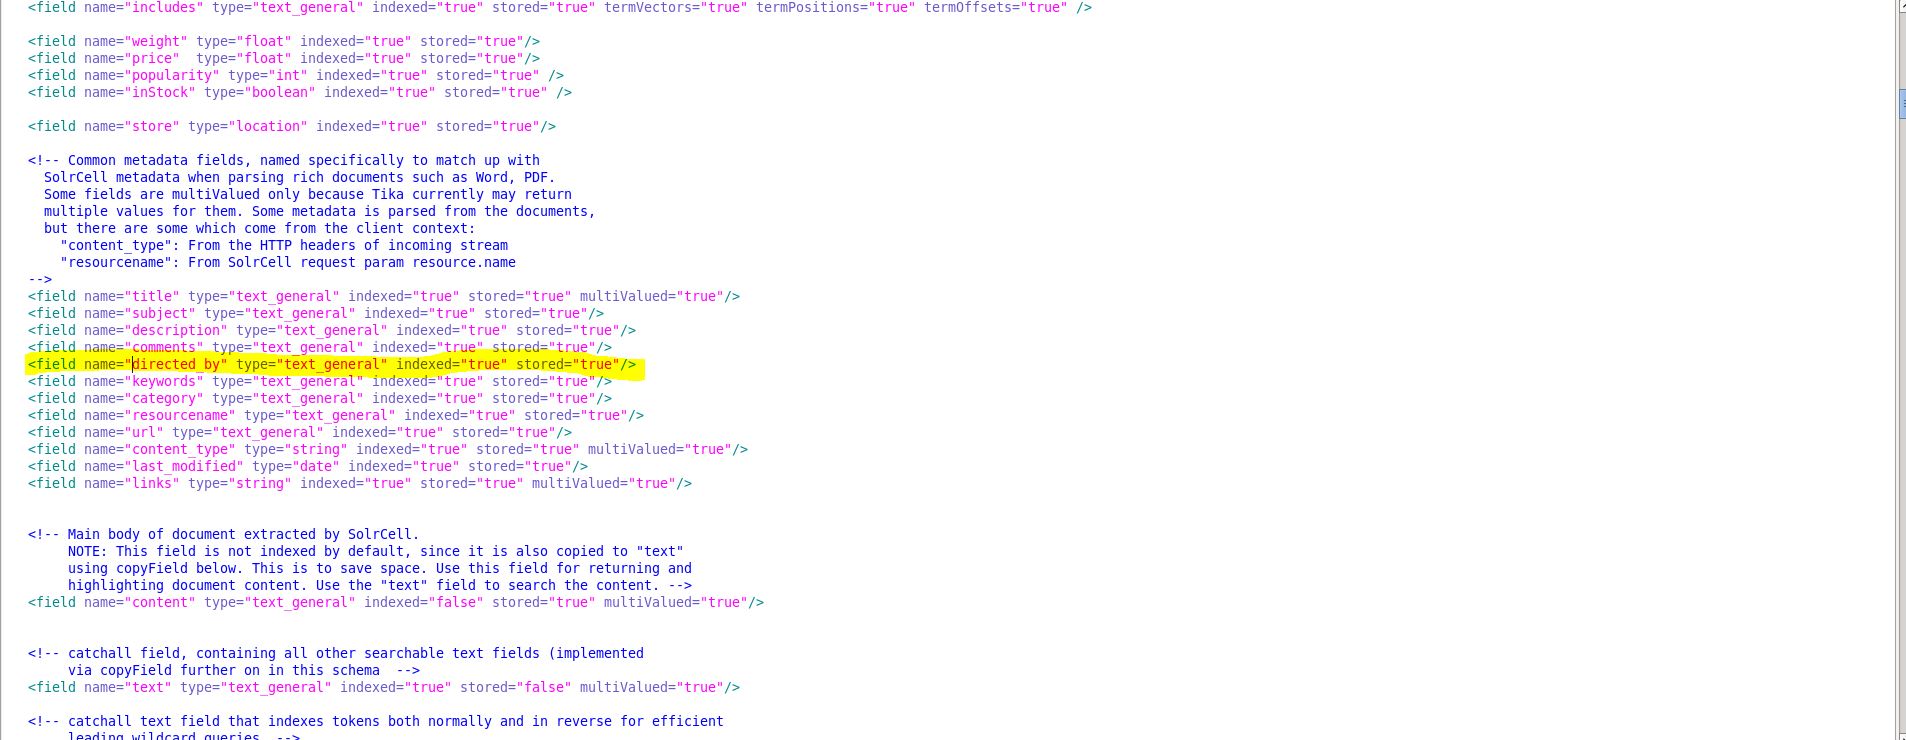 <field name="includes" type="text_general" indexed="true" stored="true" termVectors="true" termPositions="true" termOffsets="true" />
<field name="weight" type="float" indexed="true" stored="true"/>
<field name="price"  type="float" indexed="true" stored="true"/>
<field name="popularity" type="int" indexed="true" stored="true" />
<field name="inStock" type="boolean" indexed="true" stored="true" />
<field name="store" type="location" indexed="true" stored="true"/>
<!-- Common metadata fields, named specifically to match up with
SolrCell metadata when parsing rich documents such as Word, PDF.
Some fields are multiValued only because Tika currently may return
multiple values for them. Some metadata is parsed from the documents,
but there are some which come from the client context:
"content_type": From the HTTP headers of incoming stream
"resourcename": From SolrCell request param resource.name
-->
<field name="title" type="text_general" indexed="true" stored="true" multiValued="true"/>
<field name="subject" type="text_general" indexed="true" stored="true"/>
<field name="description" type="text_general" indexed="true" stored="true"/>
<field name="comments" type="text_general" indexed="true" stored="true"/>
<field name="directed_by" type="text_general" indexed="true" stored="true"/>
<field name="keywords" type="text_general" indexed="true" stored="true"/>
<field name="category" type="text_general" indexed="true" stored="true"/>
<field name="resourcename" type="text_general" indexed="true" stored="true"/>
<field name="url" type="text_general" indexed="true" stored="true"/>
<field name="content_type" type="string" indexed="true" stored="true" multiValued="true"/>
<field name="last_modified" type="date" indexed="true" stored="true"/>
<field name="links" type="string" indexed="true" stored="true" multiValued="true"/>
<!-- Main body of document extracted by SolrCell.
NOTE: This field is not indexed by default, since it is also copied to "text"
using copyField below. This is to save space. Use this field for returning and
highlighting document content. Use the "text" field to search the content. -->
<field name="content" type="text_general" indexed="false" stored="true" multiValued="true"/>
<!-- catchall field, containing all other searchable text fields (implemented
via copyField further on in this schema  -->
<field name="text" type="text_general" indexed="true" stored="false" multiValued="true"/>
<!-- catchall text field that indexes tokens both normally and in reverse for efficient
leading wildcard queries. -->